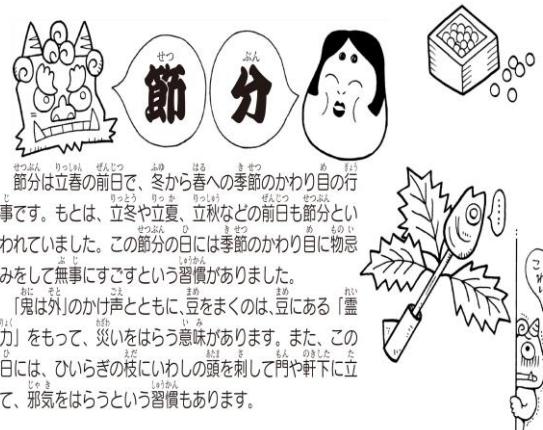 節分
節分は立春の前日で、冬から春への季節のかわり目の行
事です。もとは、立冬や立夏、立秋などの前日も節分とい
われていました。この節分の日には季節のかわり目に物忌
みをして無事にすごすという習慣がありました。
「鬼は外」のかけ声とともに、豆をまくのは、豆にある「霊
力」をもって、災いをはらう意味があります。また、この
日には、ひいらぎの枝にいわしの頭を刺して門や軒下に立
て、邪気をはらうという習慣もあります。